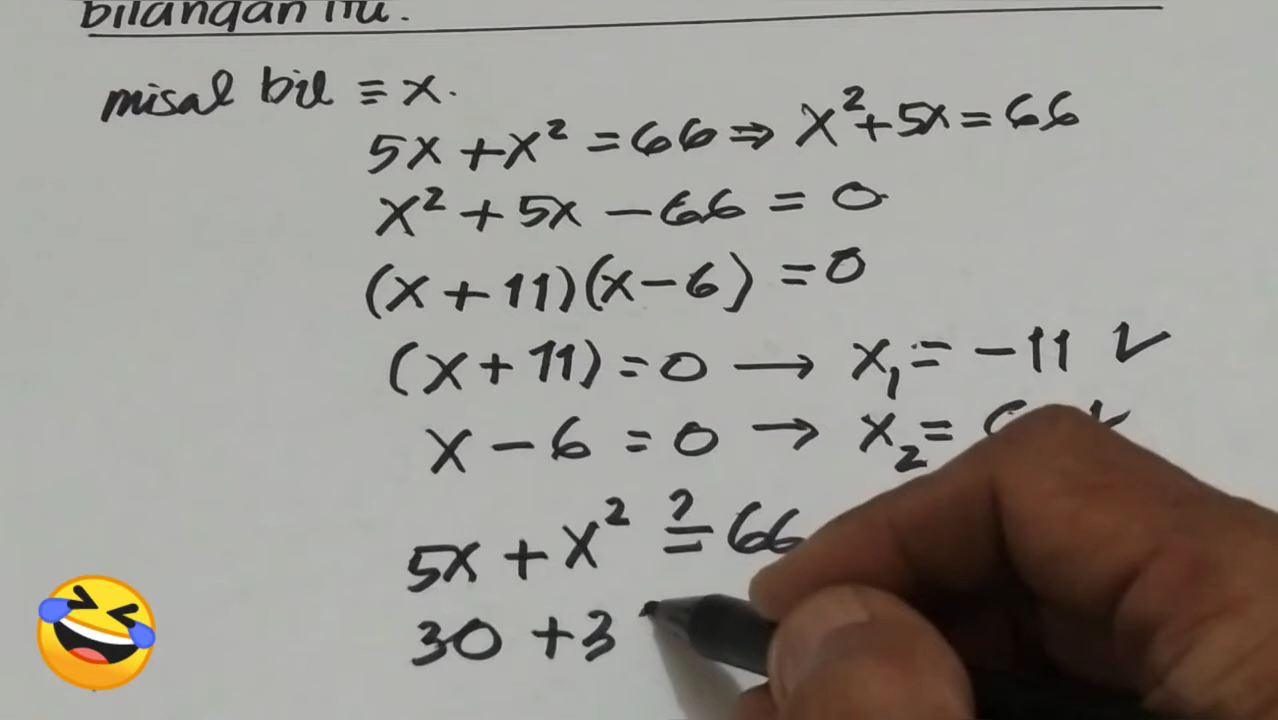 bilangan itu.
misal bil ≡ x.
5x + x² = 66 ⇒ x² + 5x = 66
x² + 5x - 66 = 0
(x + 11)(x - 6) = 0
(x + 11) = 0 → x₁ = -11 ✓
x - 6 = 0 → x₂ =
5x + x² ≟ 66
30 + 3